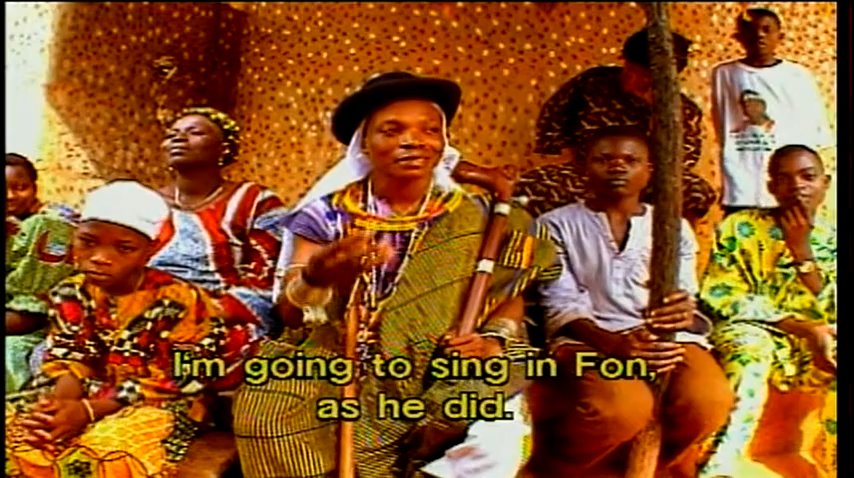 I'm going to sing in Fon,
as he did.